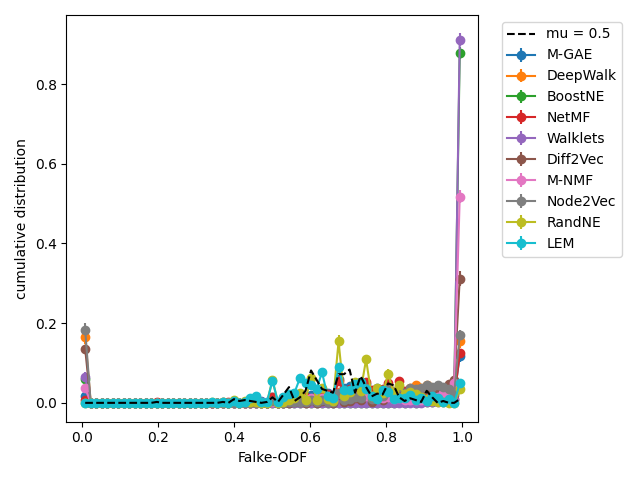 mu = 0.5
M-GAE
DeepWalk
BoostNE
NetMF
Walklets
Diff2Vec
M-NMF
Node2Vec
RandNE
LEM
cumulative distribution
0.8
0.6
0.4
0.2
0.0
0.0 0.2 0.4 0.6 0.8 1.0
Falke-ODF